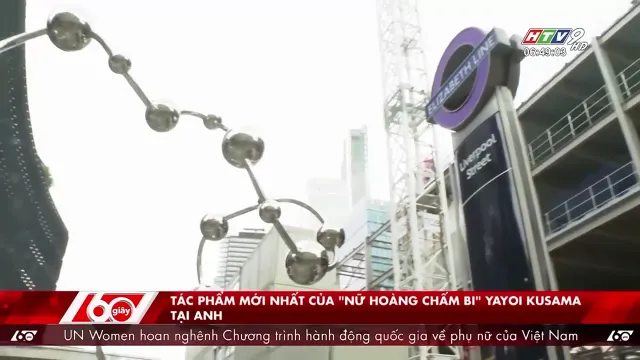 HTV9 HD
06:49:03
ELIZABETH LINE
Liverpool
Street
60 giây
TÁC PHẨM MỚI NHẤT CỦA "NỮ HOÀNG CHẤM BI" YAYOI KUSAMA
TẠI ANH
UN Women hoan nghênh Chương trình hành động quốc gia về phụ nữ của Việt Nam